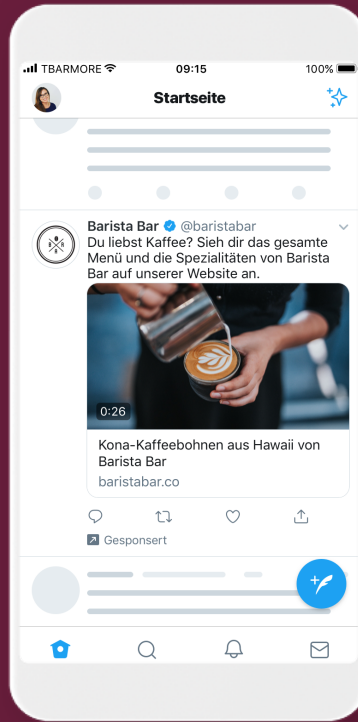 TBARMORE
09:15
100%
Startseite
Barista Bar @baristabar
Du liebst Kaffee? Sieh dir das gesamte
Menü und die Spezialitäten von Barista
Bar auf unserer Website an.
0:26
Kona-Kaffeebohnen aus Hawaii von
Barista Bar
baristabar.co
Gesponsert